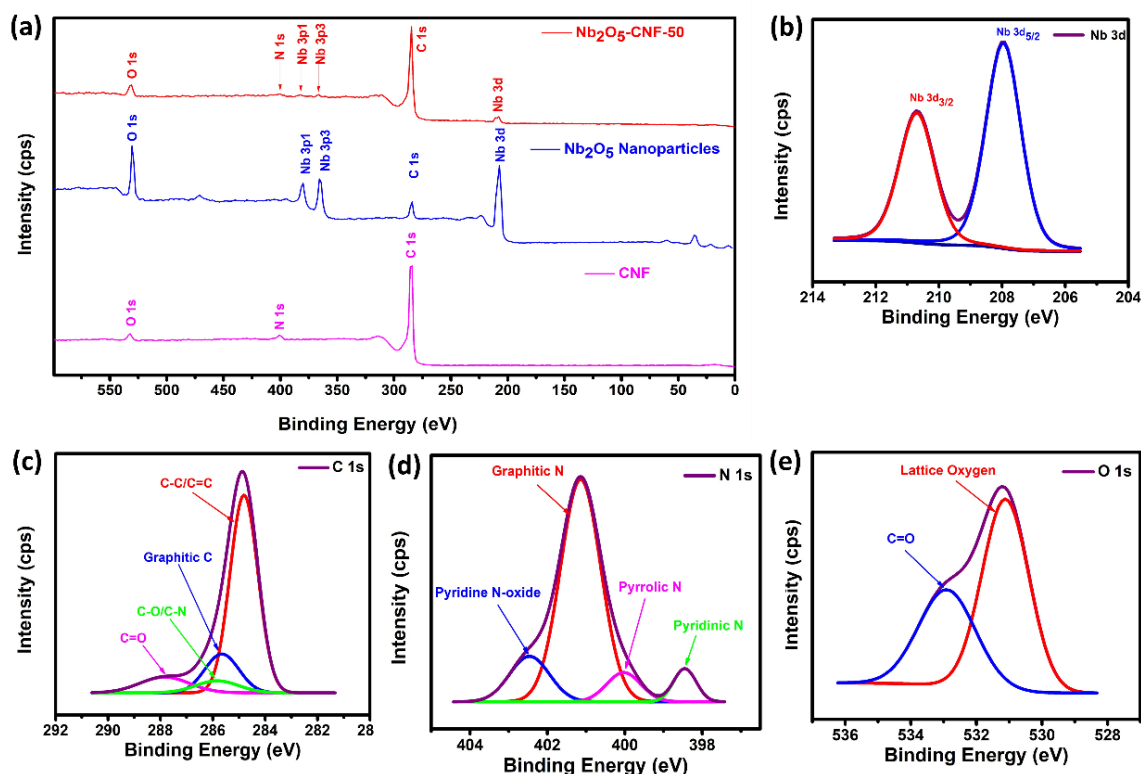 (a)
Intensity (cps)
Nb₂O₅-CNF-50
O 1s
N 1s
Nb 3p1
Nb 3p3
C 1s
Nb 3d
Nb₂O₅ Nanoparticles
O 1s
Nb 3p1
Nb 3p3
C 1s
Nb 3d
CNF
O 1s
N 1s
C 1s
550 500 450 400 350 300 250 200 150 100 50 0
Binding Energy (eV)
(b)
Intensity (cps)
Nb 3d₅/₂
Nb 3d
Nb 3d₃/₂
214 212 210 208 206 204
Binding Energy (eV)
(c)
Intensity (cps)
C 1s
C-C/C=C
Graphitic C
C-O/C-N
C=O
292 290 288 286 284 282 28
Binding Energy (eV)
(d)
Intensity (cps)
Graphitic N
N 1s
Pyridine N-oxide
Pyrrolic N
Pyridinic N
404 402 400 398
Binding Energy (eV)
(e)
Intensity (cps)
O 1s
Lattice Oxygen
C=O
536 534 532 530 528
Binding Energy (eV)